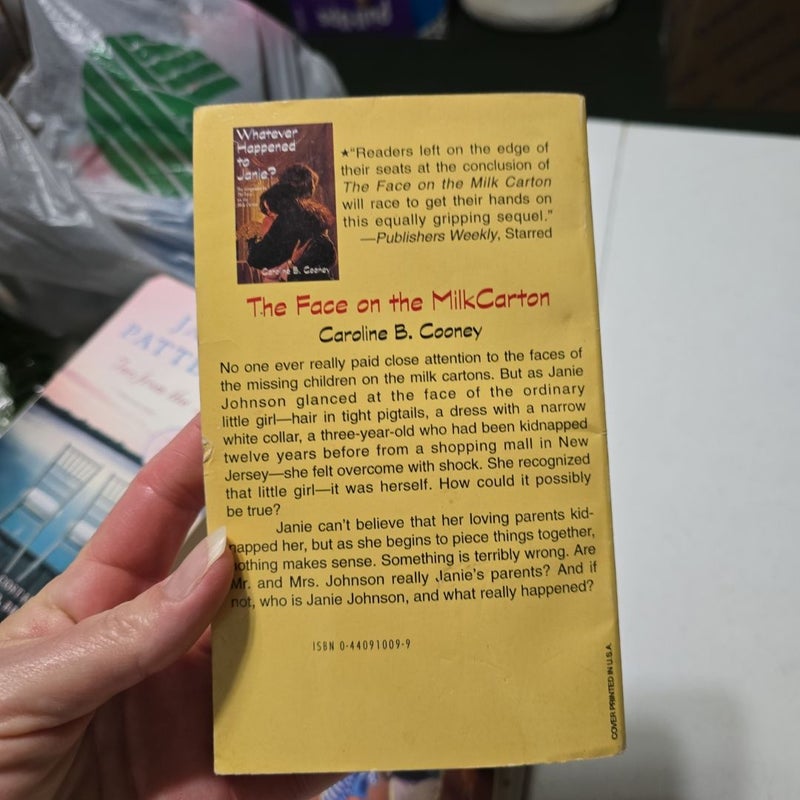 Whatever
Happened
to
Janie?
Caroline B. Cooney
★“Readers left on the edge of
their seats at the conclusion of
The Face on the Milk Carton
will race to get their hands on
this equally gripping sequel.”
—Publishers Weekly, Starred
The Face on the MilkCarton
Caroline B. Cooney
No one ever really paid close attention to the faces of
the missing children on the milk cartons. But as Janie
Johnson glanced at the face of the ordinary
little girl—hair in tight pigtails, a dress with a narrow
white collar, a three-year-old who had been kidnapped
twelve years before from a shopping mall in New
Jersey—she felt overcome with shock. She recognized
that little girl—it was herself. How could it possibly
be true?
Janie can’t believe that her loving parents kid-
napped her, but as she begins to piece things together,
nothing makes sense. Something is terribly wrong. Are
Mr. and Mrs. Johnson really Janie’s parents? And if
not, who is Janie Johnson, and what really happened?
ISBN 0-44091009-9
COVER PRINTED IN U.S.A.